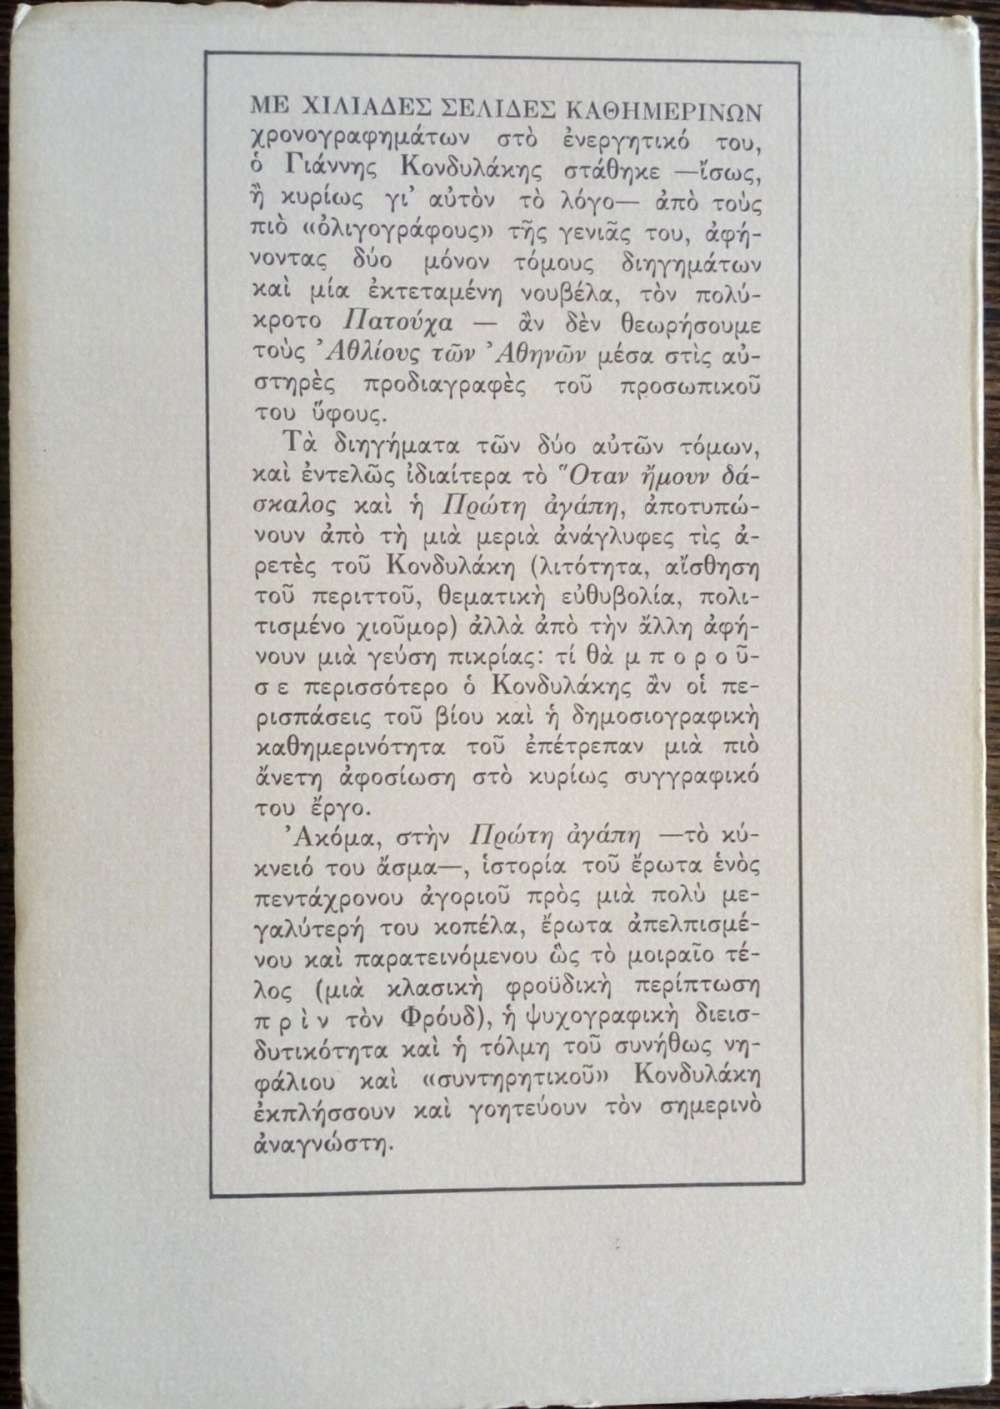 ΜΕ ΧΙΛΙΑΔΕΣ ΣΕΛΙΔΕΣ ΚΑΘΗΜΕΡΙΝΩΝ
χρονογραφημάτων στὸ ἐνεργητικό του,
ὁ Γιάννης Κονδυλάκης στάθηκε —ἴσως,
ἢ κυρίως γι’ αὐτὸν τὸ λόγο— ἀπὸ τοὺς
πιὸ «ὀλιγογράφους» τῆς γενιᾶς του, ἀφή-
νοντας δύο μόνον τόμους διηγημάτων
καὶ μία ἐκτεταμένη νουβέλα, τὸν πολύ-
κροτο Πατούχα — ἂν δὲν θεωρήσουμε
τοὺς Ἀθλίους τῶν Ἀθηνῶν μέσα στὶς αὐ-
στηρὲς προδιαγραφὲς τοῦ προσωπικοῦ
του ὕφους.
Τὰ διηγήματα τῶν δύο αὐτῶν τόμων,
καὶ ἐντελῶς ἰδιαίτερα τὸ Ὅταν ἤμουν δά-
σκαλος καὶ ἡ Πρώτη ἀγάπη, ἀποτυπώ-
νουν ἀπὸ τὴ μιὰ μεριὰ ἀνάγλυφες τὶς ἀ-
ρετὲς τοῦ Κονδυλάκη (λιτότητα, αἴσθηση
τοῦ περιττοῦ, θεματικὴ εὐθυβολία, πολι-
τισμένο χιοῦμορ) ἀλλὰ ἀπὸ τὴν ἄλλη ἀφή-
νουν μιὰ γεύση πικρίας: τί θὰ μ π ο ρ ο ῦ-
σ ε περισσότερο ὁ Κονδυλάκης ἂν οἱ πε-
ρισπάσεις τοῦ βίου καὶ ἡ δημοσιογραφικὴ
καθημερινότητα τοῦ ἐπέτρεπαν μιὰ πιὸ
ἄνετη ἀφοσίωση στὸ κυρίως συγγραφικό
του ἔργο.
Ἀκόμα, στὴν Πρώτη ἀγάπη —τὸ κύ-
κνειό του ἄσμα—, ἱστορία τοῦ ἔρωτα ἑνὸς
πεντάχρονου ἀγοριοῦ πρὸς μιὰ πολὺ με-
γαλύτερή του κοπέλα, ἔρωτα ἀπελπισμέ-
νου καὶ παρατεινόμενου ὣς τὸ μοιραῖο τέ-
λος (μιὰ κλασικὴ φροϋδικὴ περίπτωση
π ρ ὶ ν τὸν Φρόυδ), ἡ ψυχογραφικὴ διεισ-
δυτικότητα καὶ ἡ τόλμη τοῦ συνήθως νη-
φάλιου καὶ «συντηρητικοῦ» Κονδυλάκη
ἐκπλήσσουν καὶ γοητεύουν τὸν σημερινὸ
ἀναγνώστη.